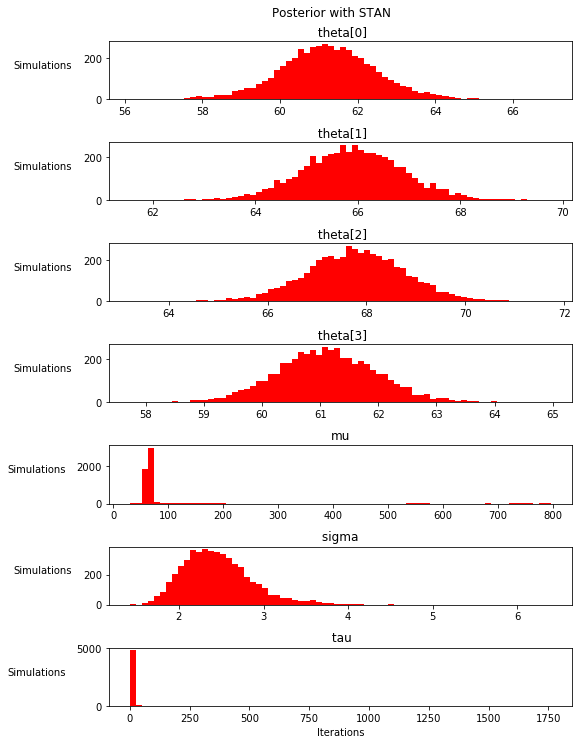 Posterior with STAN
theta[0]
Simulations
200
0
56 58 60 62 64 66
theta[1]
Simulations
200
0
62 64 66 68 70
theta[2]
Simulations
200
0
64 66 68 70 72
theta[3]
Simulations
200
0
58 59 60 61 62 63 64 65
mu
Simulations
2000
0
0 100 200 300 400 500 600 700 800
sigma
Simulations
200
0
2 3 4 5 6
tau
5000
Simulations
0
0 250 500 750 1000 1250 1500 1750
Iterations